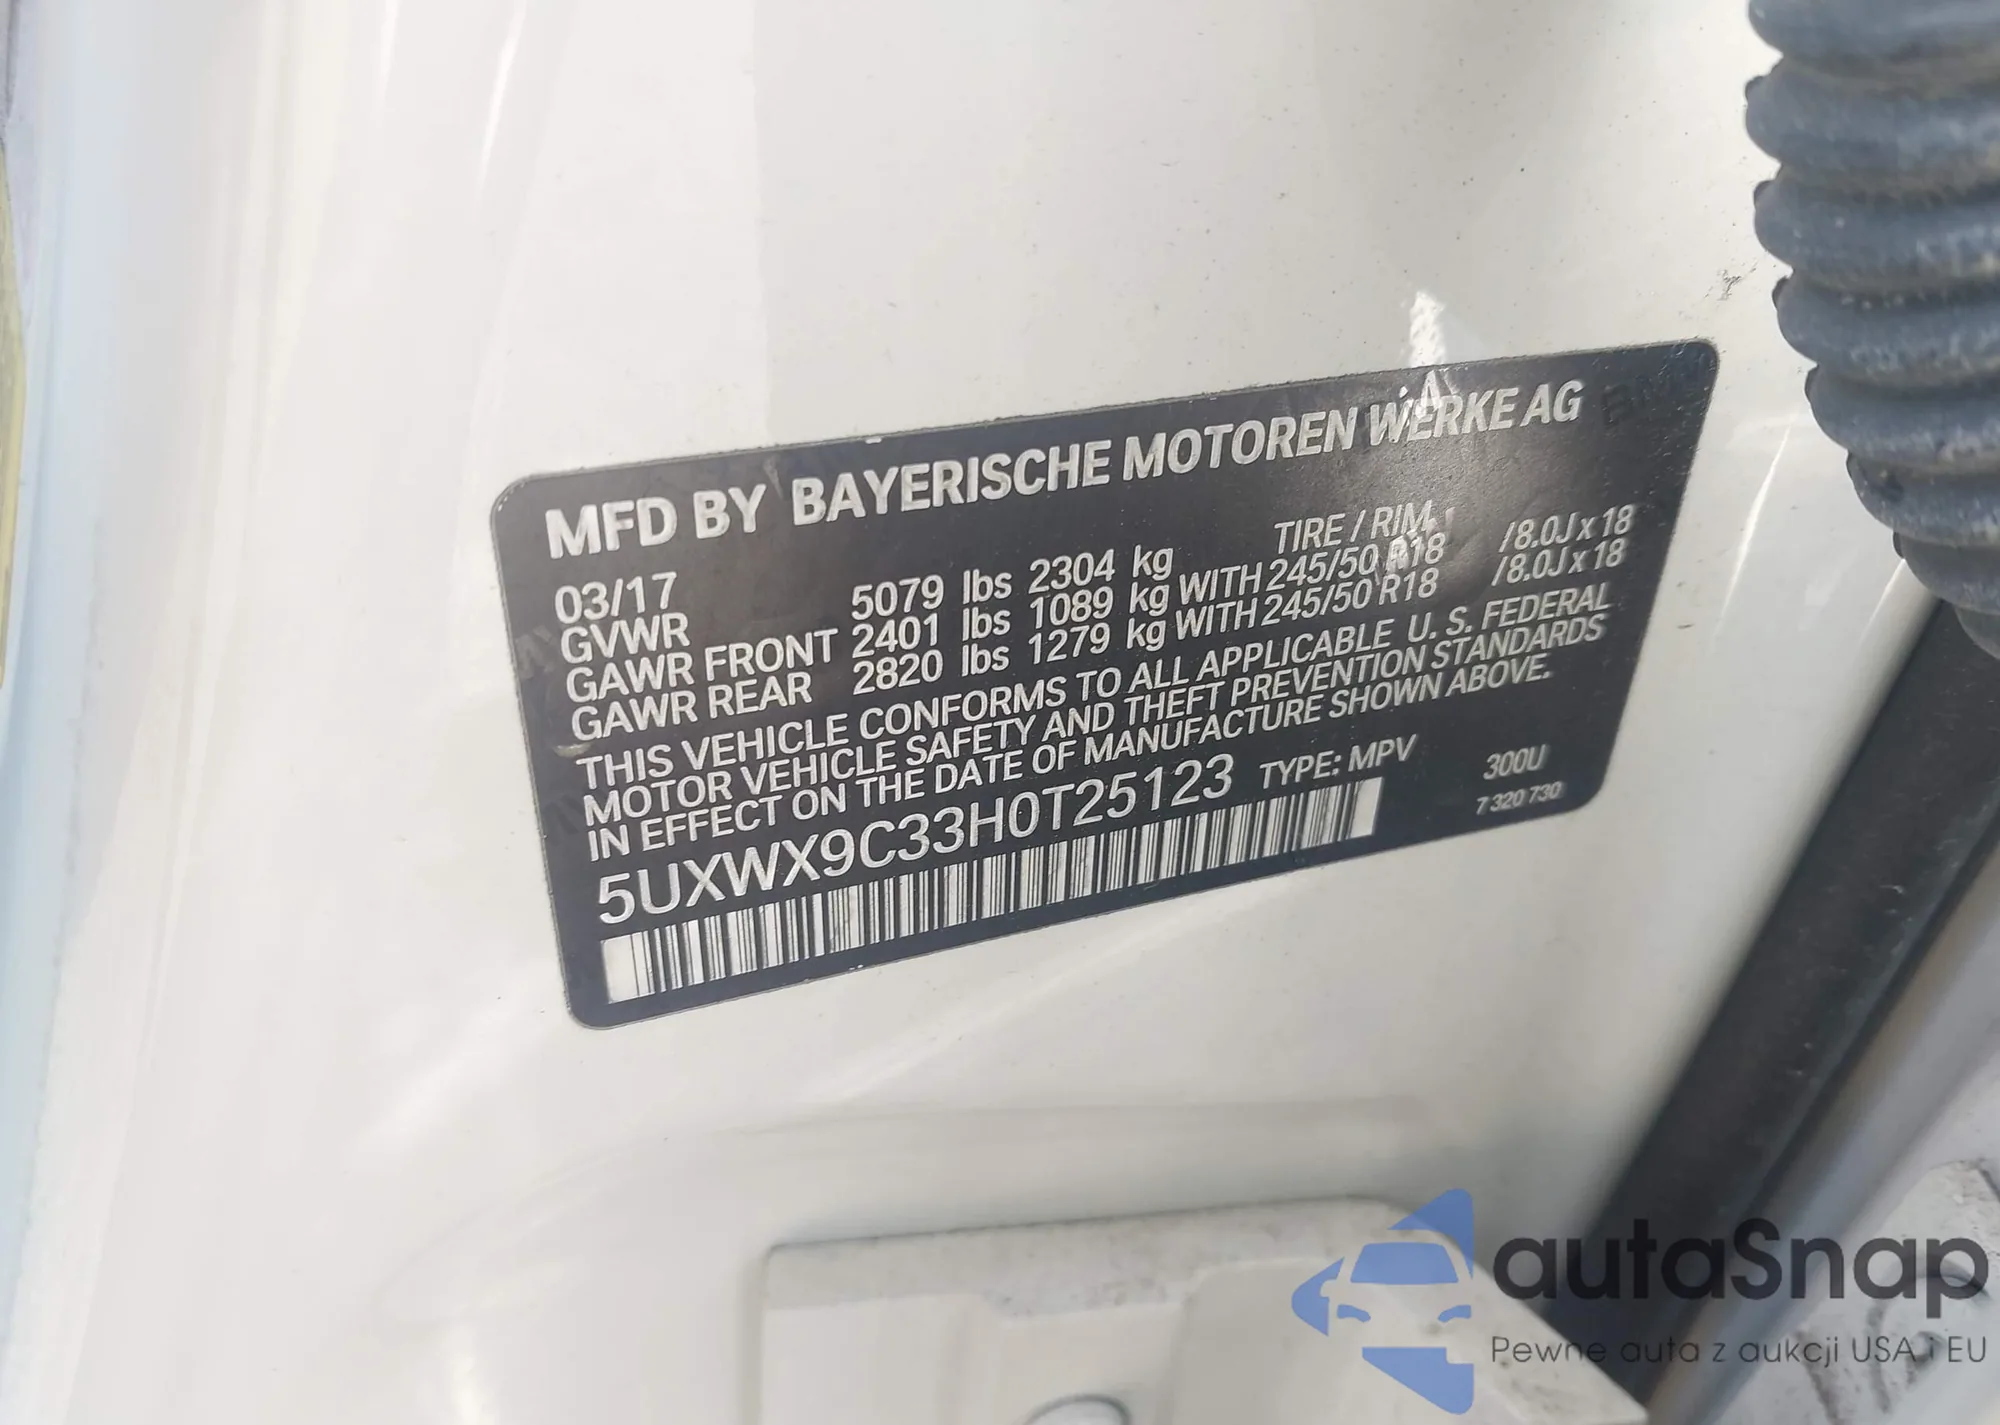 MFD BY BAYERISCHE MOTOREN WERKE AG
03/17 TIRE / RIM
GVWR 5079 lbs 2304 kg
GAWR FRONT 2401 lbs 1089 kg WITH 245/50 R18 /8.0J x 18
GAWR REAR 2820 lbs 1279 kg WITH 245/50 R18 /8.0J x 18
THIS VEHICLE CONFORMS TO ALL APPLICABLE U. S. FEDERAL
MOTOR VEHICLE SAFETY AND THEFT PREVENTION STANDARDS
IN EFFECT ON THE DATE OF MANUFACTURE SHOWN ABOVE.
5UXWX9C33H0T25123 TYPE: MPV 300U
7 320 730
autaSnap
Pewne auta z aukcji USA i EU